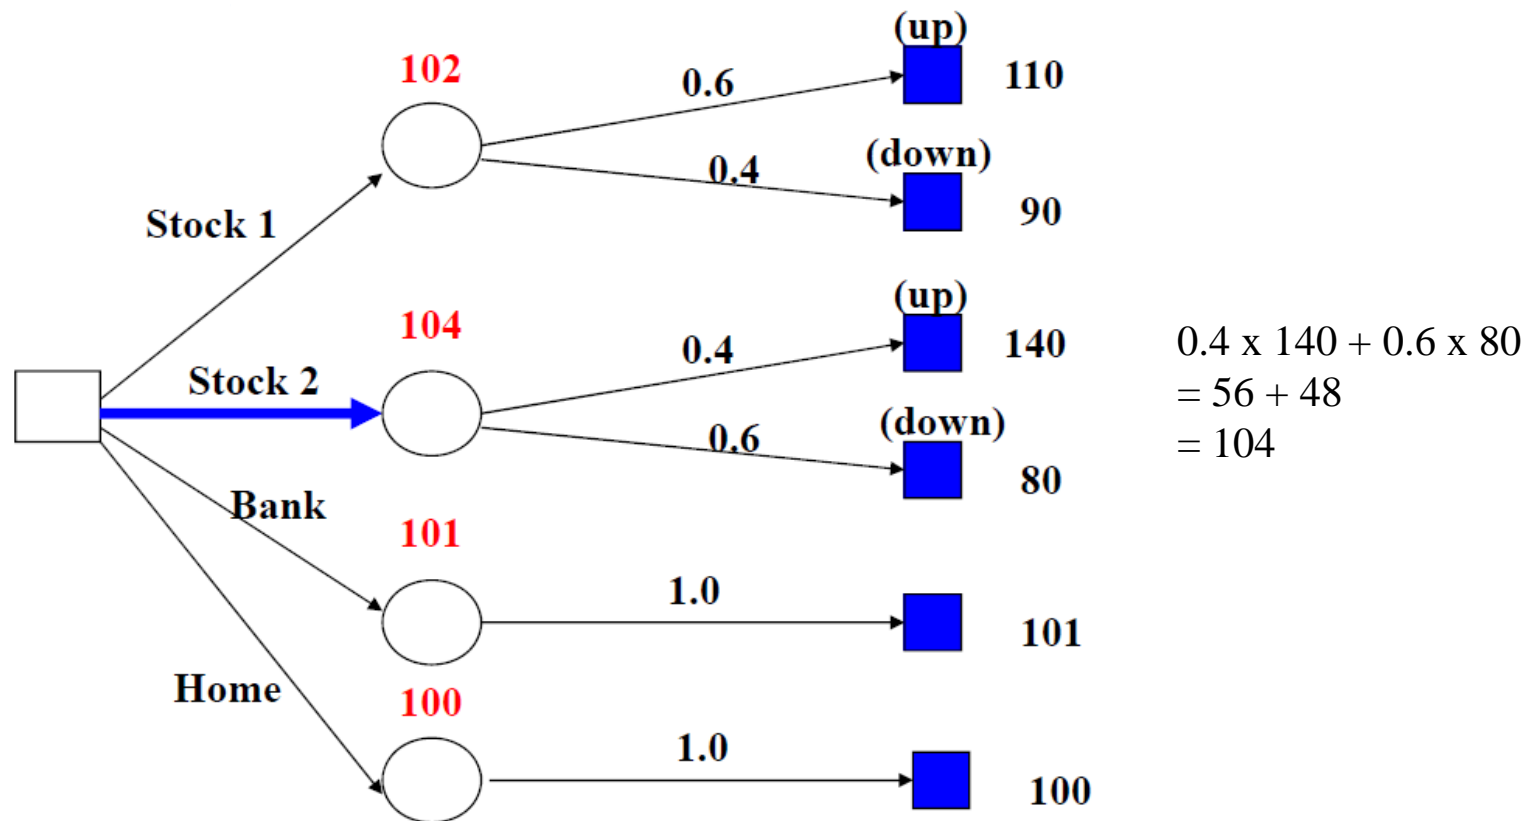 (up)
102
0.6
110
(down)
0.4
Stock 1
90
(up)
104
0.4
140
Stock 2
(down)
0.6
80
0.4 x 140 + 0.6 x 80
= 56 + 48
= 104
Bank
101
1.0
101
Home
100
1.0
100